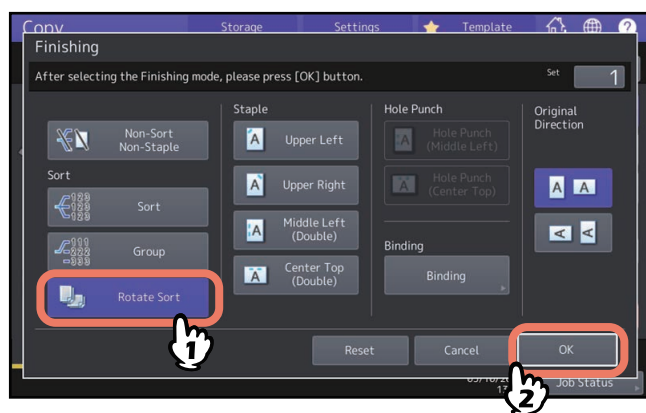 Copy Storage Settings Template ?
Finishing
After selecting the Finishing mode, please press [OK] button.
Set 1
Non-Sort
Non-Staple
Sort
Sort
Group
Rotate Sort
Staple
Upper Left
Upper Right
Middle Left
(Double)
Center Top
(Double)
Hole Punch
Hole Punch
(Middle Left)
Hole Punch
(Center Top)
Binding
Binding
Original
Direction
A A
A A
Reset Cancel OK
Job Status
1
2